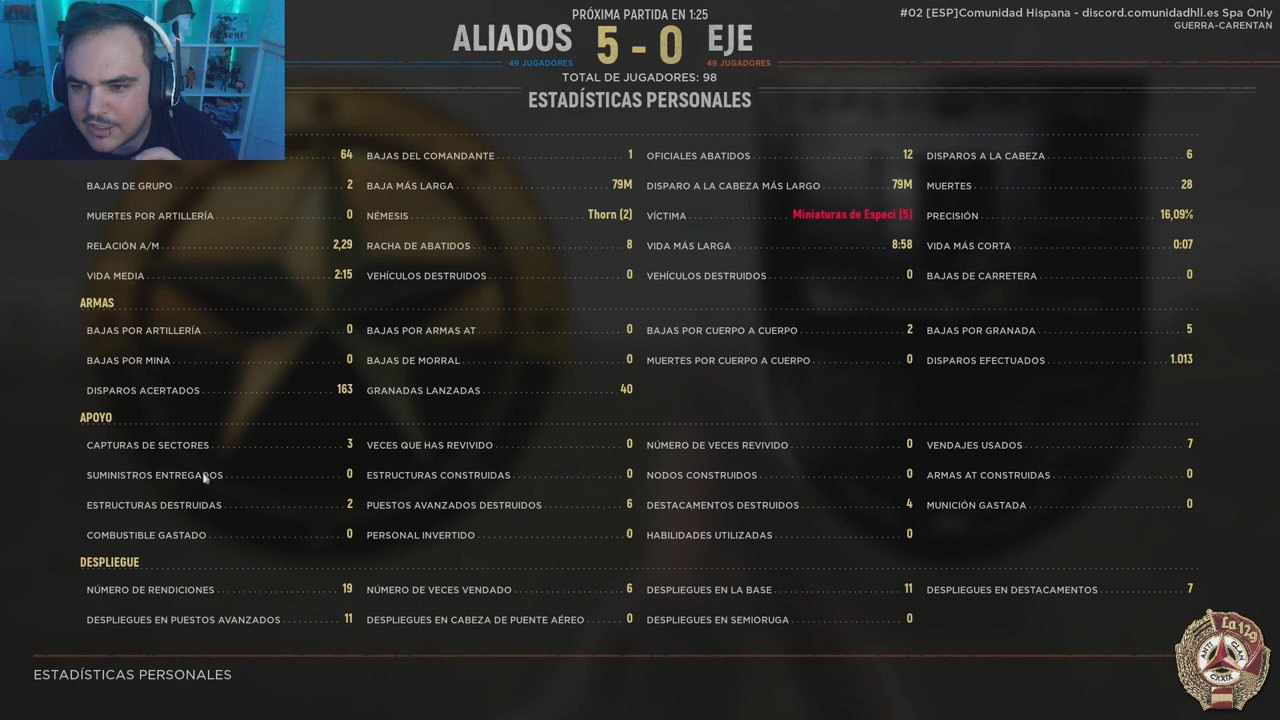 PRÓXIMA PARTIDA EN 1:25
#02 [ESP]Comunidad Hispana - discord.comunidadhll.es Spa Only
GUERRA-CARENTAN
ALIADOS 5 - 0 EJE
49 JUGADORES 49 JUGADORES
TOTAL DE JUGADORES: 98
ESTADÍSTICAS PERSONALES
64 BAJAS DEL COMANDANTE 1 OFICIALES ABATIDOS 12 DISPAROS A LA CABEZA 6
BAJAS DE GRUPO 2 BAJA MÁS LARGA 79M DISPARO A LA CABEZA MÁS LARGO 79M MUERTES 28
MUERTES POR ARTILLERÍA 0 NÉMESIS Thorn (2) VÍCTIMA Miniaturas de Especi (5) PRECISIÓN 16,09%
RELACIÓN A/M 2,29 RACHA DE ABATIDOS 8 VIDA MÁS LARGA 8:58 VIDA MÁS CORTA 0:07
VIDA MEDIA 2:15 VEHÍCULOS DESTRUIDOS 0 VEHÍCULOS DESTRUIDOS 0 BAJAS DE CARRETERA 0
ARMAS
BAJAS POR ARTILLERÍA 0 BAJAS POR ARMAS AT 0 BAJAS POR CUERPO A CUERPO 2 BAJAS POR GRANADA 5
BAJAS POR MINA 0 BAJAS DE MORRAL 0 MUERTES POR CUERPO A CUERPO 0 DISPAROS EFECTUADOS 1.013
DISPAROS ACERTADOS 163 GRANADAS LANZADAS 40
APOYO
CAPTURAS DE SECTORES 3 VECES QUE HAS REVIVIDO 0 NÚMERO DE VECES REVIVIDO 0 VENDAJES USADOS 7
SUMINISTROS ENTREGADOS 0 ESTRUCTURAS CONSTRUIDAS 0 NODOS CONSTRUIDOS 0 ARMAS AT CONSTRUIDAS 0
ESTRUCTURAS DESTRUIDAS 2 PUESTOS AVANZADOS DESTRUIDOS 6 DESTACAMENTOS DESTRUIDOS 4 MUNICIÓN GASTADA 0
COMBUSTIBLE GASTADO 0 PERSONAL INVERTIDO 0 HABILIDADES UTILIZADAS 0
DESPLIEGUE
NÚMERO DE RENDICIONES 19 NÚMERO DE VECES VENDADO 6 DESPLIEGUES EN LA BASE 11 DESPLIEGUES EN DESTACAMENTOS 7
DESPLIEGUES EN PUESTOS AVANZADOS 11 DESPLIEGUES EN CABEZA DE PUENTE AÉREO 0 DESPLIEGUES EN SEMIORUGA 0
ESTADÍSTICAS PERSONALES
La 129
ANTI CLAN
CXXIX